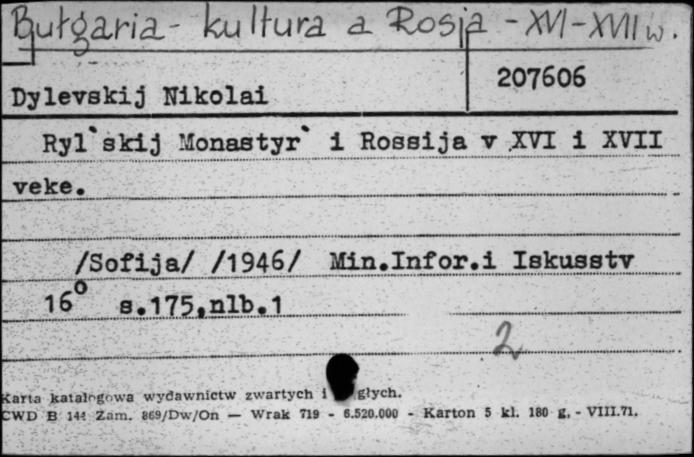 Bułgaria - kultura a Rosja - XVI - XVII w.
207606
Dylevskij Nikolai
Ryl`skij Monastyr` i Rossija v XVI i XVII
veke.
/Sofija/ /1946/ Min.Infor.i Iskusstv
16° s.175,nlb.1
2
Karta katalogowa wydawnictw zwartych i głych.
CWD B 144 Zam. 869/Dw/On — Wrak 719 - 6.520.000 - Karton 5 kl. 180 g. - VIII.71.